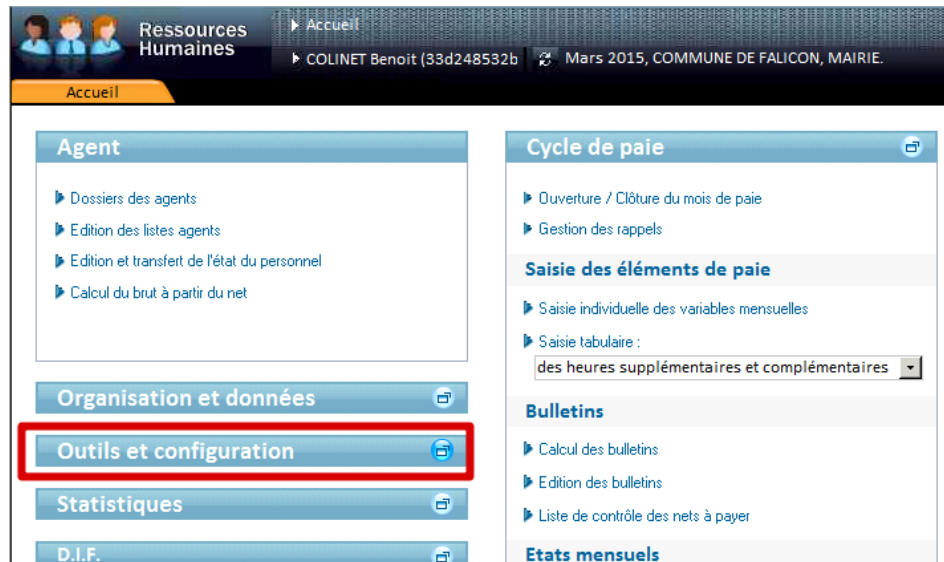 Ressources
Humaines
Accueil
COLINET Benoit (33d248532b
Mars 2015, COMMUNE DE FALICON, MAIRIE.
Accueil
Agent
Dossiers des agents
Edition des listes agents
Edition et transfert de l'état du personnel
Calcul du brut à partir du net
Organisation et données
Outils et configuration
Statistiques
D.I.F.
Cycle de paie
Ouverture / Clôture du mois de paie
Gestion des rappels
Saisie des éléments de paie
Saisie individuelle des variables mensuelles
Saisie tabulaire :
des heures supplémentaires et complémentaires
Bulletins
Calcul des bulletins
Edition des bulletins
Liste de contrôle des nets à payer
Etats mensuels